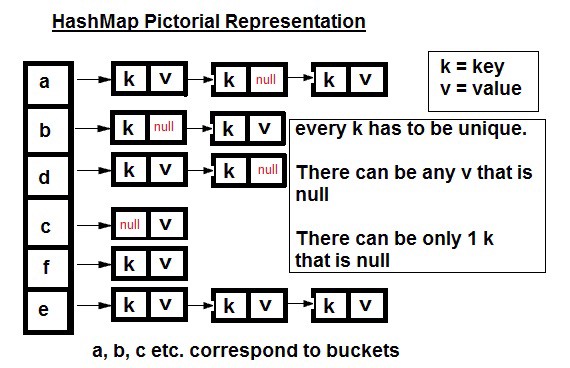 HashMap Pictorial Representation
k = key
v = value
a k v k null k v
b k null k v
d k v k null
c null v
f k v
e k v k v k v
every k has to be unique.
There can be any v that is
null
There can be only 1 k
that is null
a, b, c etc. correspond to buckets